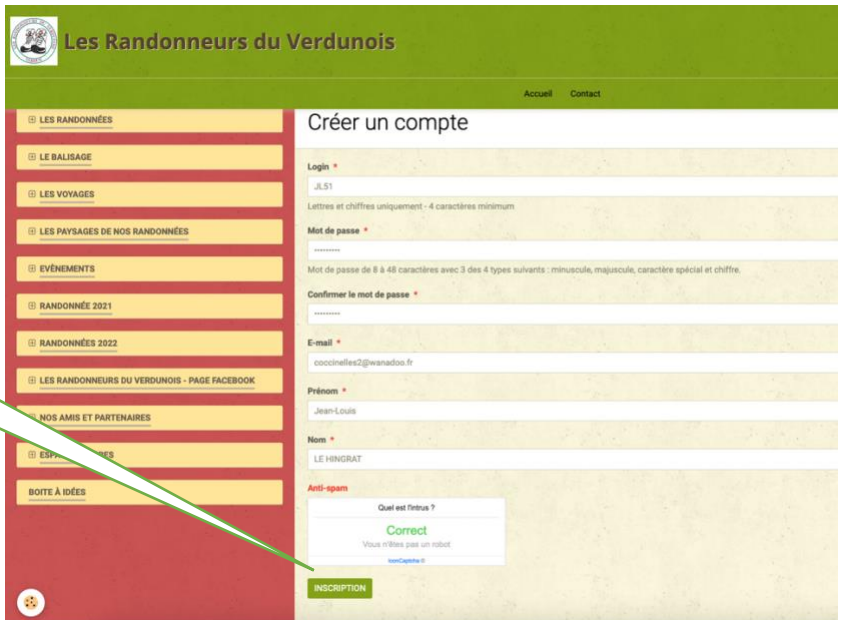 Les Randonneurs du Verdunois
Accueil Contact
LES RANDONNÉES
LE BALISAGE
LES VOYAGES
LES PAYSAGES DE NOS RANDONNÉES
EVÈNEMENTS
RANDONNÉE 2021
RANDONNÉES 2022
LES RANDONNEURS DU VERDUNOIS - PAGE FACEBOOK
NOS AMIS ET PARTENAIRES
BOITE À IDÉES
Créer un compte
Login *
JL51
Lettres et chiffres uniquement - 4 caractères minimum
Mot de passe *
•••••••••
Mot de passe de 8 à 48 caractères avec 3 des 4 types suivants : minuscule, majuscule, caractère spécial et chiffre.
Confirmer le mot de passe *
•••••••••
E-mail *
coccinelles2@wanadoo.fr
Prénom *
Jean-Louis
Nom *
LE HINGRAT
Anti-spam
Quel est l'intrus ?
Correct
Vous n'êtes pas un robot
IconCaptcha ©
INSCRIPTION